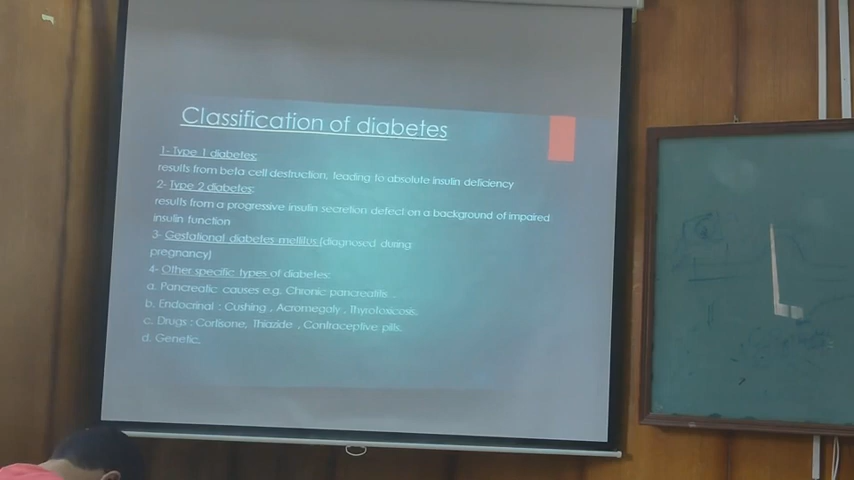 Classification of diabetes
1- Type 1 diabetes:
results from beta cell destruction, leading to absolute insulin deficiency
2- Type 2 diabetes:
results from a progressive insulin secretion defect on a background of impaired
insulin function
3- Gestational diabetes mellitus (diagnosed during
pregnancy)
4- Other specific types of diabetes:
a. Pancreatic causes e.g. Chronic pancreatitis .
b. Endocrinal : Cushing , Acromegaly , Thyrotoxicosis.
c. Drugs : Cortisone, Thiazide , Contraceptive pills.
d. Genetic.